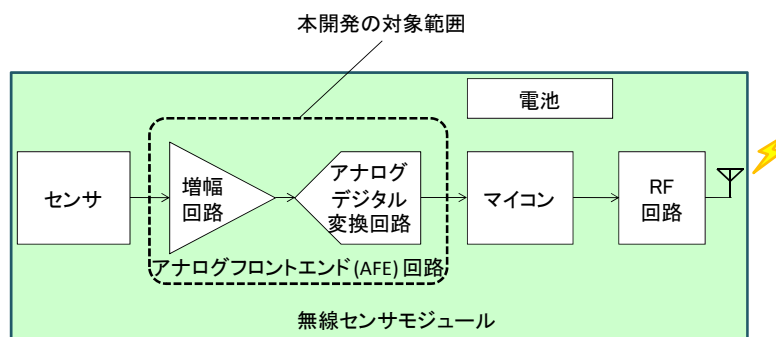 本開発の対象範囲
電池
センサ
増幅
回路
アナログ
デジタル
変換回路
マイコン
RF
回路
アナログフロントエンド(AFE)回路
無線センサモジュール